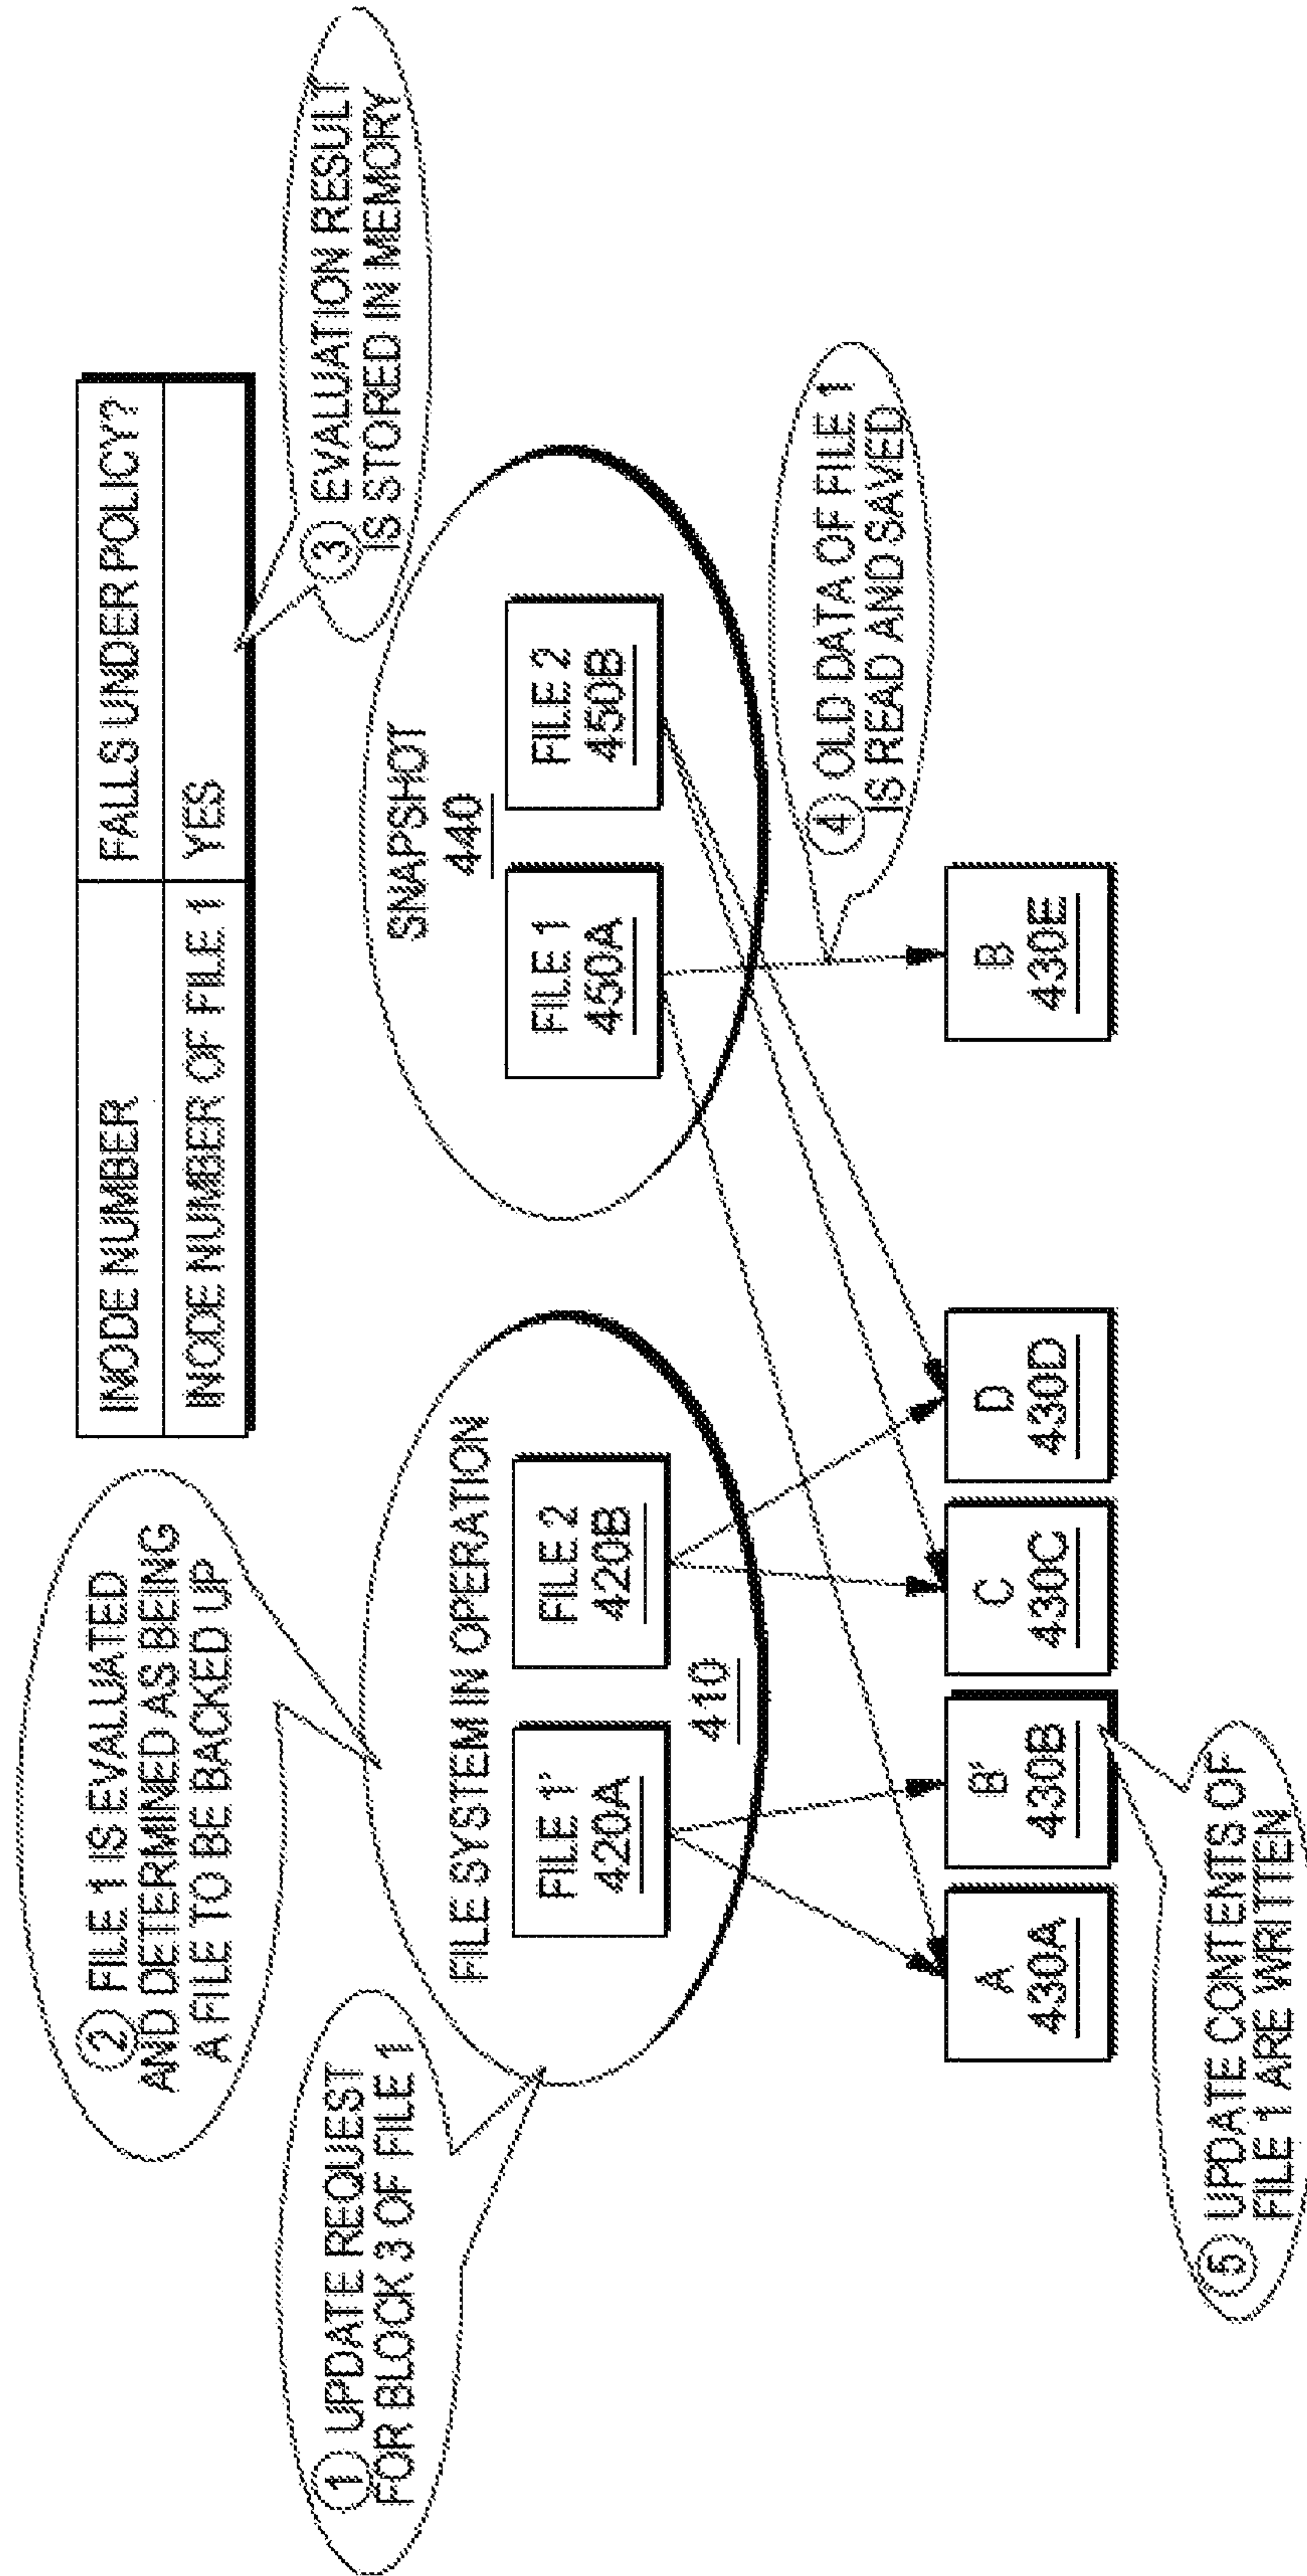 INODE NUMBER
FALLS UNDER POLICY?
INODE NUMBER OF FILE 1
YES
② FILE 1 IS EVALUATED
AND DETERMINED AS BEING
A FILE TO BE BACKED UP
③ EVALUATION RESULT
IS STORED IN MEMORY
① UPDATE REQUEST
FOR BLOCK 3 OF FILE 1
FILE SYSTEM IN OPERATION
FILE 1'
420A
FILE 2
420B
410
SNAPSHOT
440
FILE 1
450A
FILE 2
450B
④ OLD DATA OF FILE 1
IS READ AND SAVED
A
430A
B'
430B
C
430C
D
430D
B
430E
⑤ UPDATE CONTENTS OF
FILE 1 ARE WRITTEN